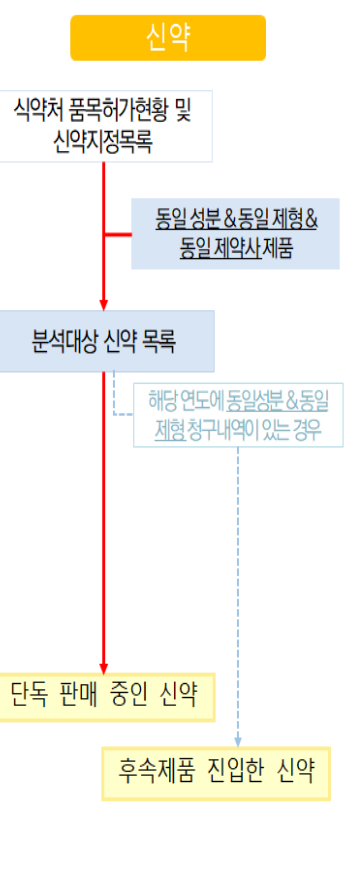 신약
식약처 품목허가현황 및
신약지정목록
동일 성분&동일 제형&
동일 제약사 제품
분석대상 신약 목록
해당 연도에 동일성분&동일
제형 청구내역이 있는 경우
단독 판매 중인 신약
후속제품 진입한 신약